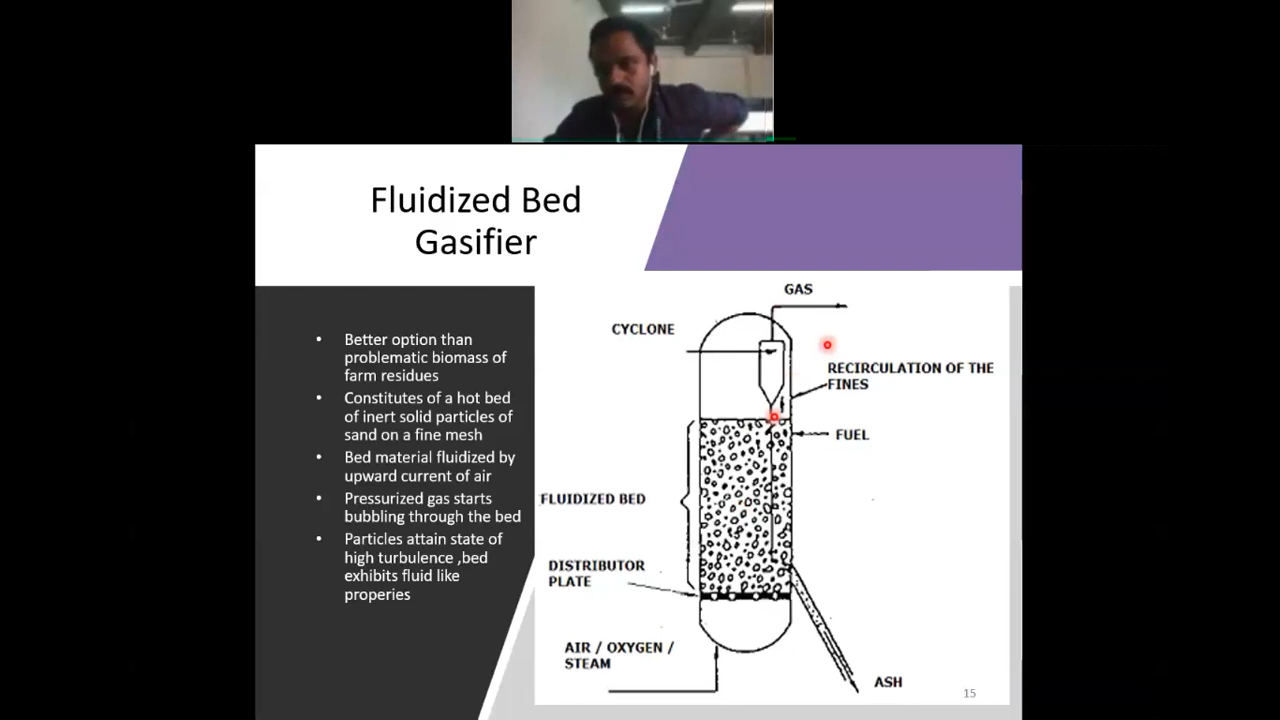 Fluidized Bed
Gasifier
• Better option than
problematic biomass of
farm residues
• Constitutes of a hot bed
of inert solid particles of
sand on a fine mesh
• Bed material fluidized by
upward current of air
• Pressurized gas starts
bubbling through the bed
• Particles attain state of
high turbulence ,bed
exhibits fluid like
properies
GAS
CYCLONE
RECIRCULATION OF THE
FINES
FUEL
FLUIDIZED BED
DISTRIBUTOR
PLATE
AIR / OXYGEN /
STEAM
ASH
15